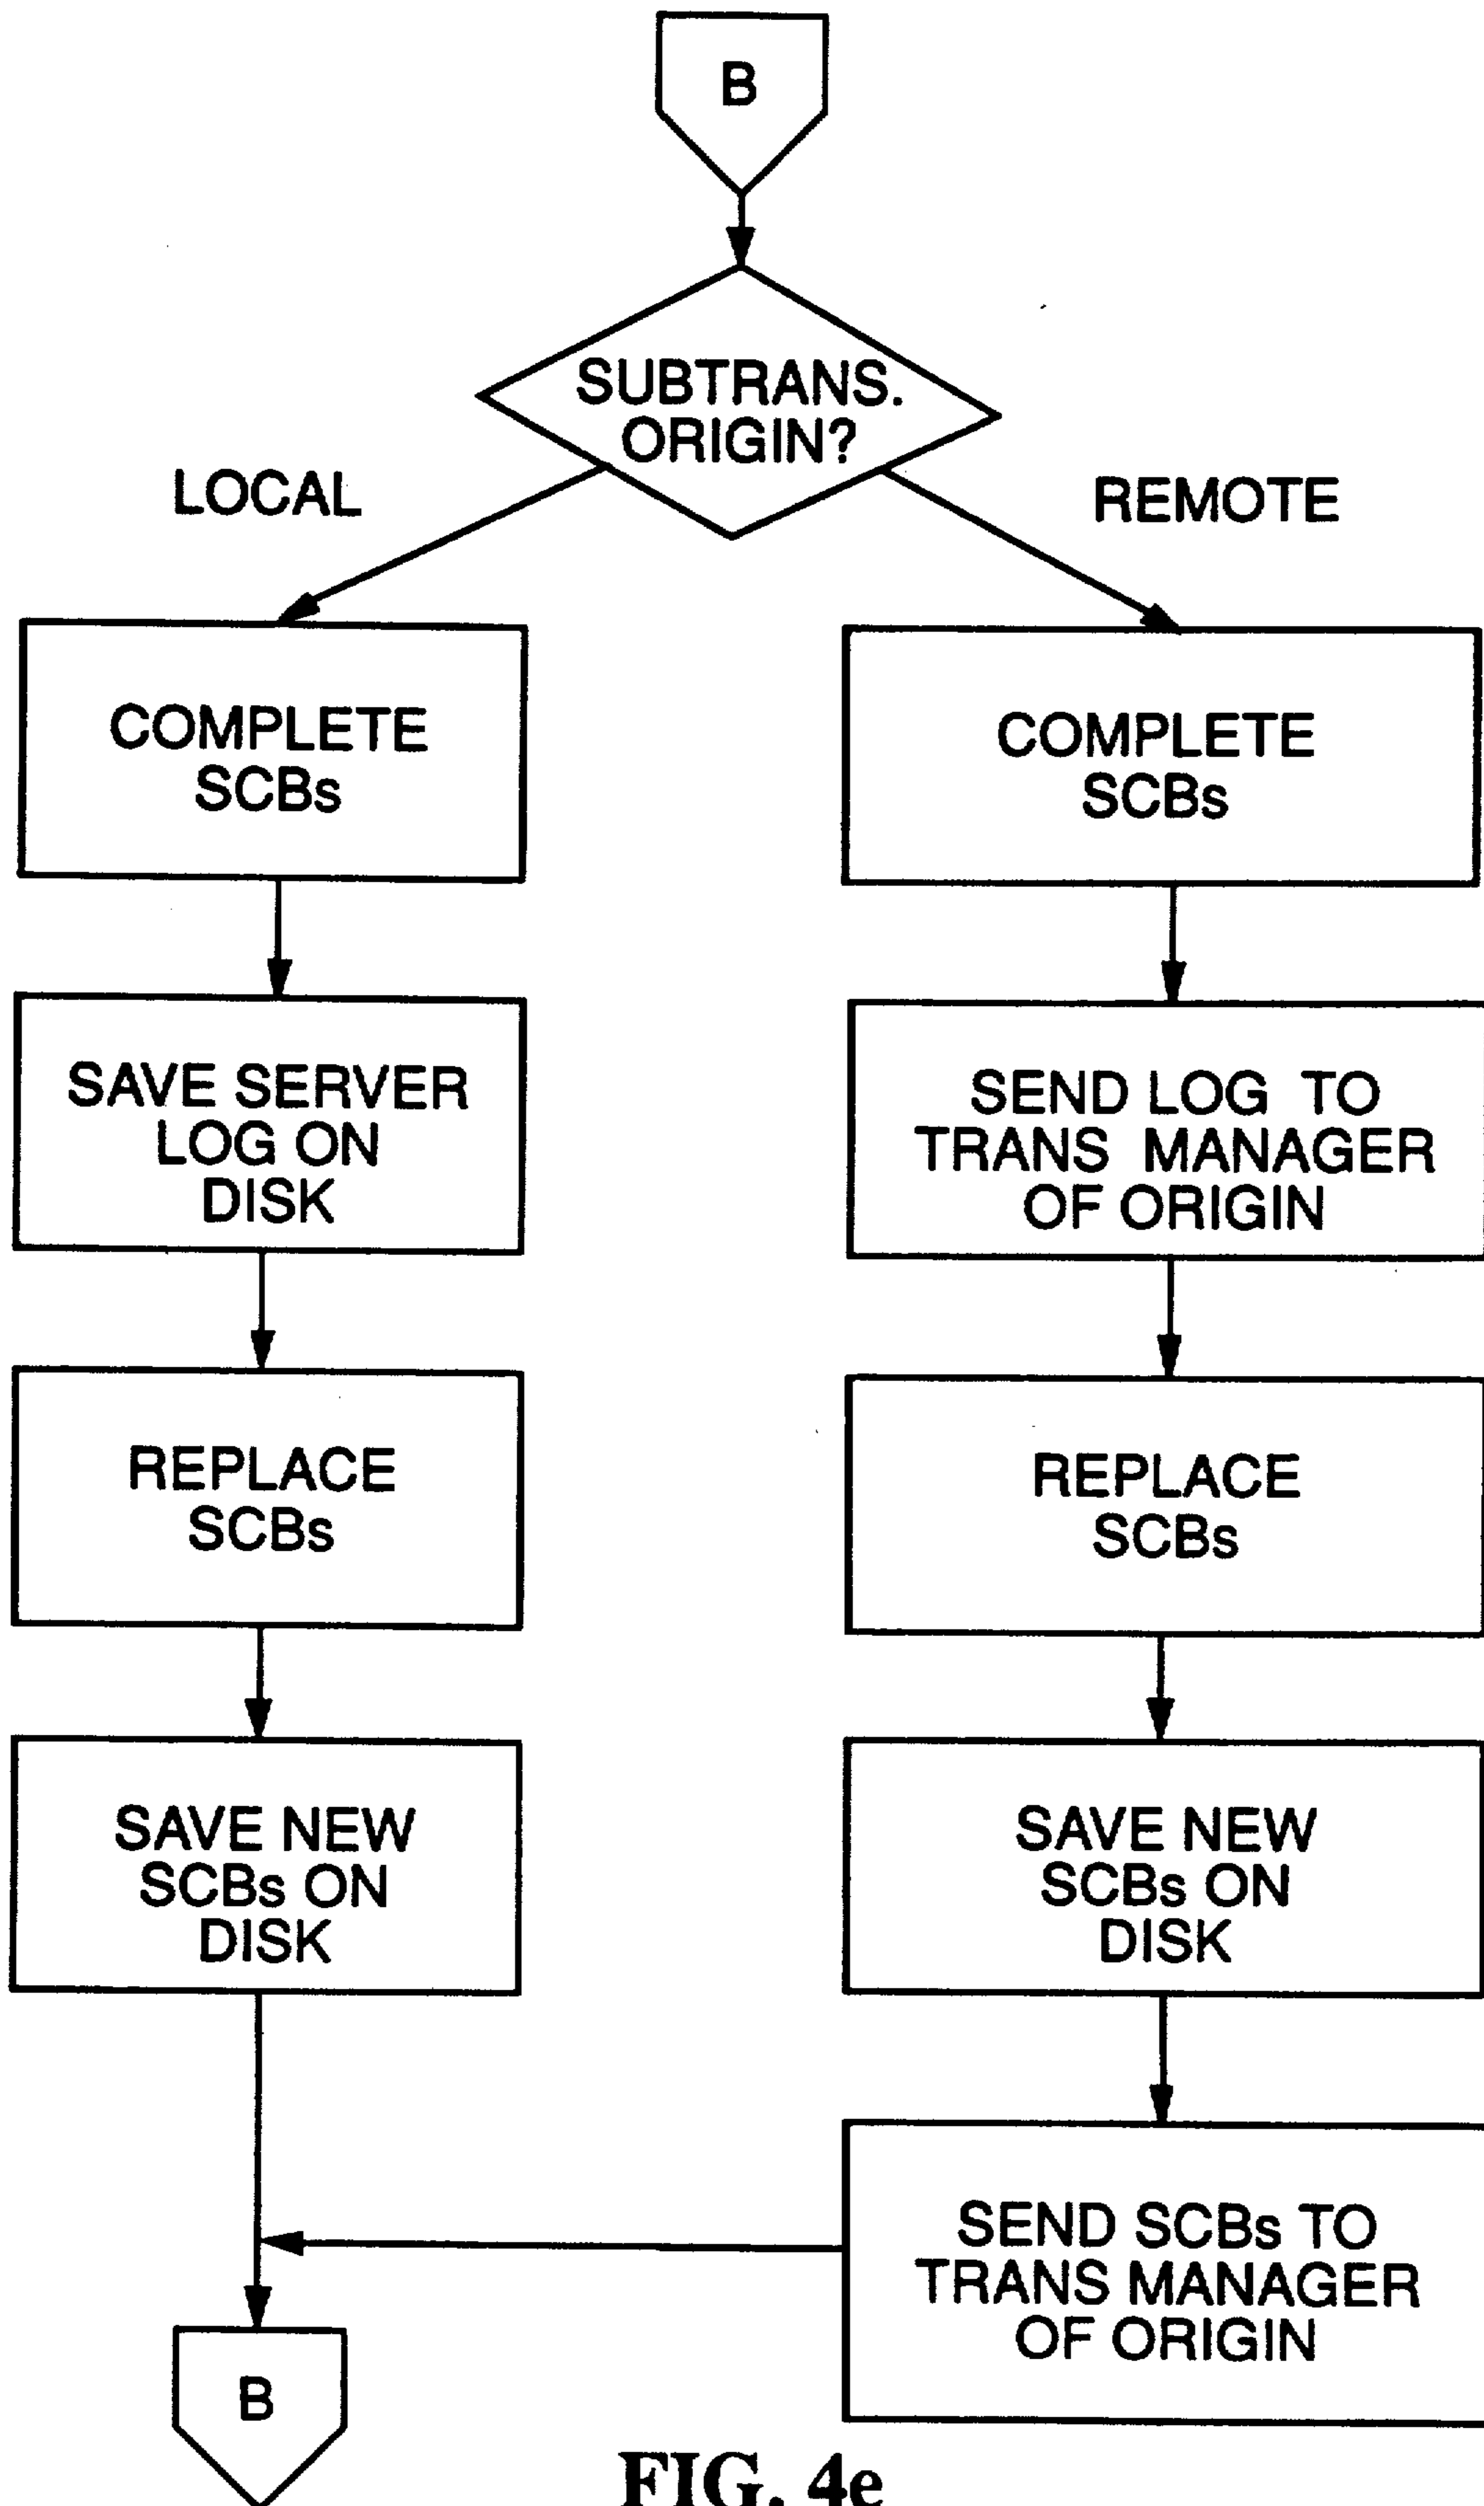 B
SUBTRANS.
ORIGIN?
LOCAL
REMOTE
COMPLETE
SCBs
COMPLETE
SCBs
SAVE SERVER
LOG ON
DISK
SEND LOG TO
TRANS MANAGER
OF ORIGIN
REPLACE
SCBs
REPLACE
SCBs
SAVE NEW
SCBs ON
DISK
SAVE NEW
SCBs ON
DISK
SEND SCBs TO
TRANS MANAGER
OF ORIGIN
B
FIG. 4e